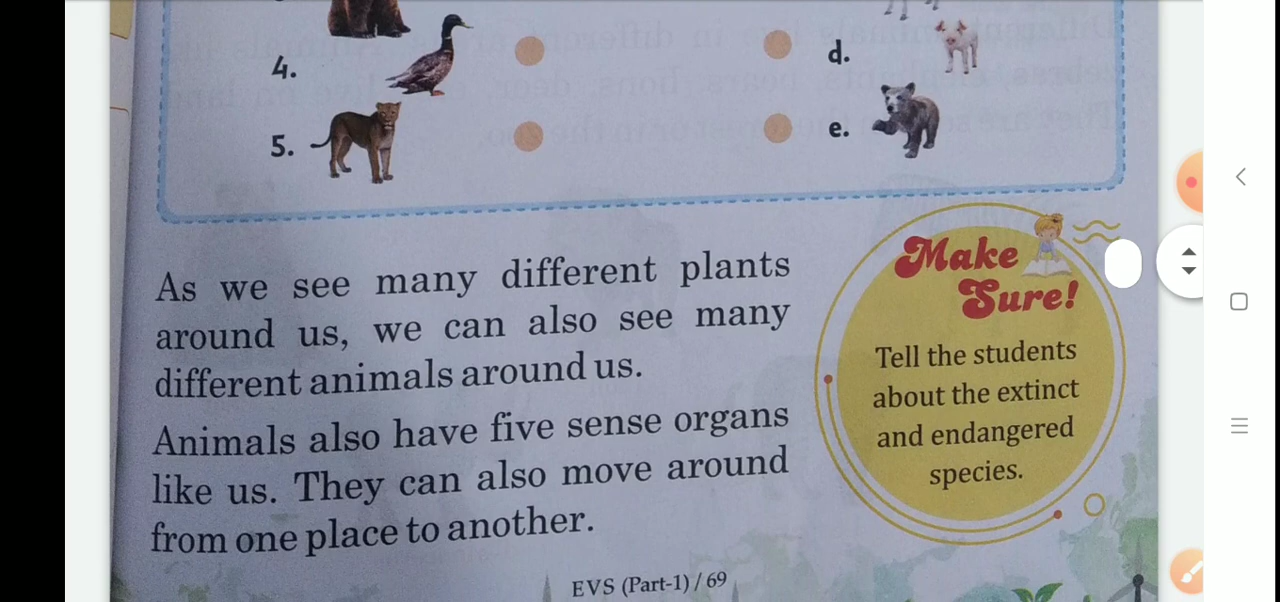 4.
d.
5.
e.
As we see many different plants
around us, we can also see many
different animals around us.
Animals also have five sense organs
like us. They can also move around
from one place to another.
Make
Sure!
Tell the students
about the extinct
and endangered
species.
EVS (Part-1) / 69